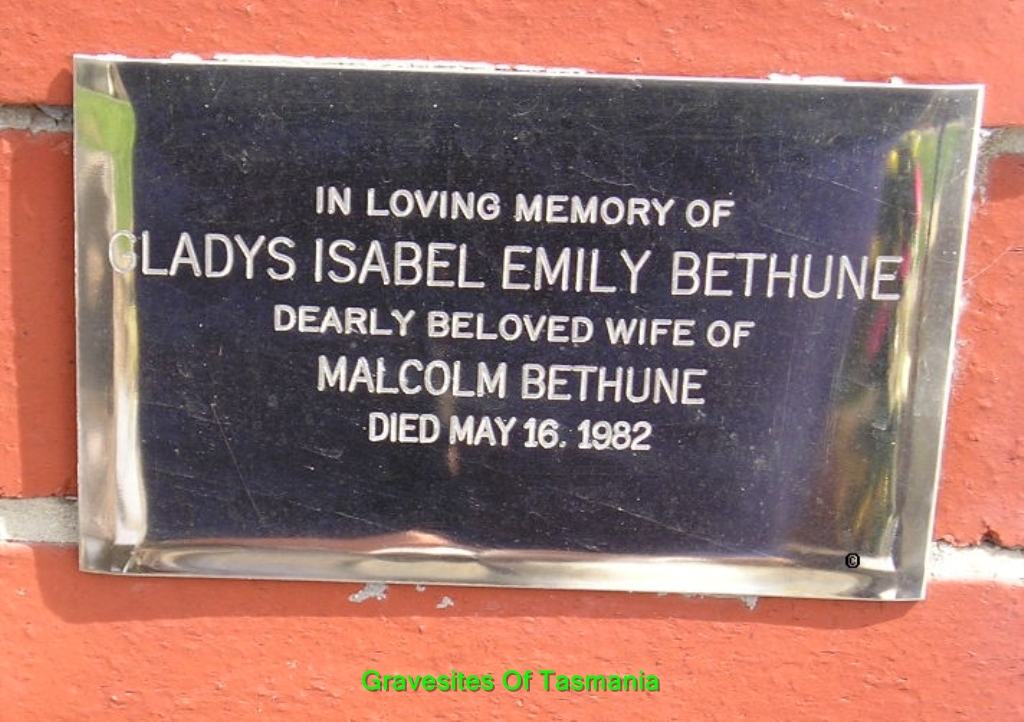 IN LOVING MEMORY OF
GLADYS ISABEL EMILY BETHUNE
DEARLY BELOVED WIFE OF
MALCOLM BETHUNE
DIED MAY 16. 1982
©
Gravesites Of Tasmania